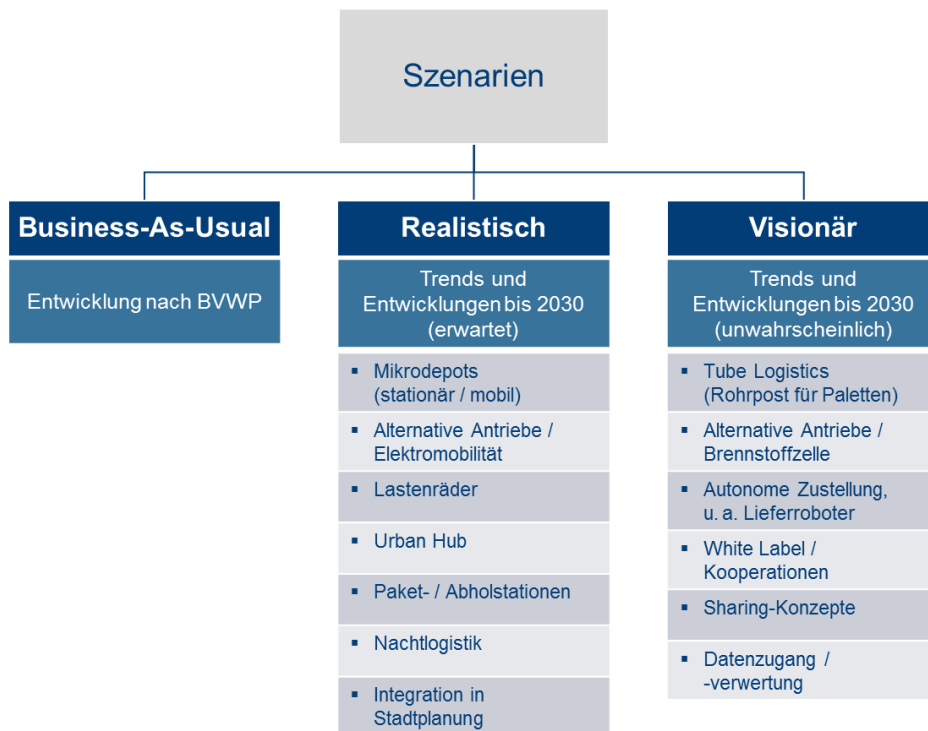 Szenarien
Business-As-Usual
Entwicklung nach BVWP
Realistisch
Trends und
Entwicklungen bis 2030
(erwartet)
▪ Mikrodepots
(stationär / mobil)
▪ Alternative Antriebe /
Elektromobilität
▪ Lastenräder
▪ Urban Hub
▪ Paket- / Abholstationen
▪ Nachtlogistik
▪ Integration in
Stadtplanung
Visionär
Trends und
Entwicklungen bis 2030
(unwahrscheinlich)
▪ Tube Logistics
(Rohrpost für Paletten)
▪ Alternative Antriebe /
Brennstoffzelle
▪ Autonome Zustellung,
u. a. Lieferroboter
▪ White Label /
Kooperationen
▪ Sharing-Konzepte
▪ Datenzugang /
-verwertung